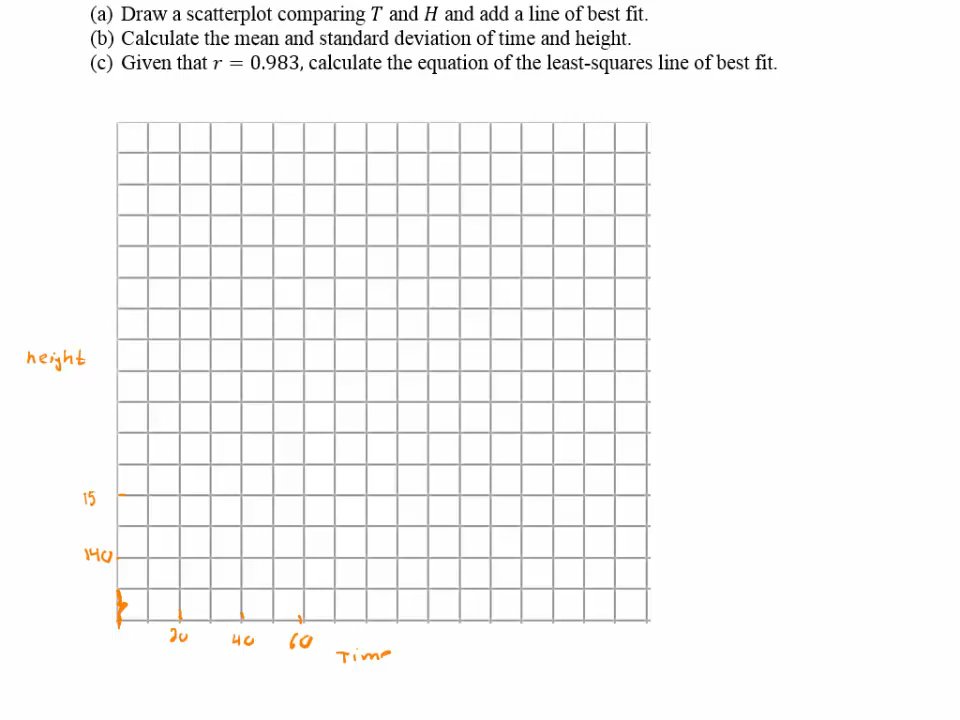 (a) Draw a scatterplot comparing T and H and add a line of best fit.
(b) Calculate the mean and standard deviation of time and height.
(c) Given that r = 0.983, calculate the equation of the least-squares line of best fit.
height
15
140
20
40
60
Time